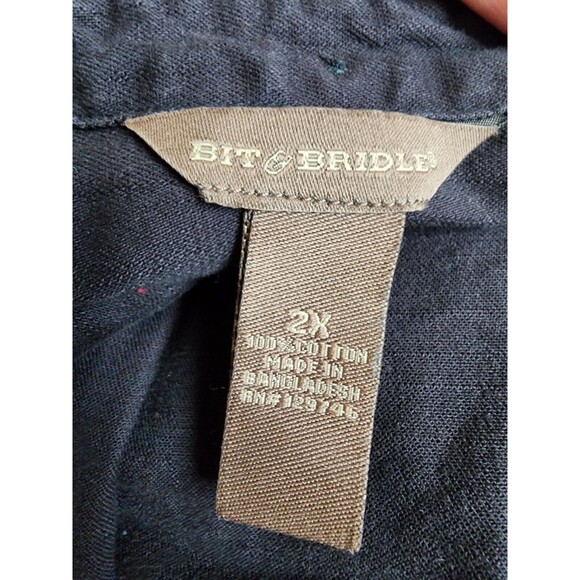 BIT & BRIDLE
2X
100% COTTON
MADE IN
BANGLADESH
RN# 129746